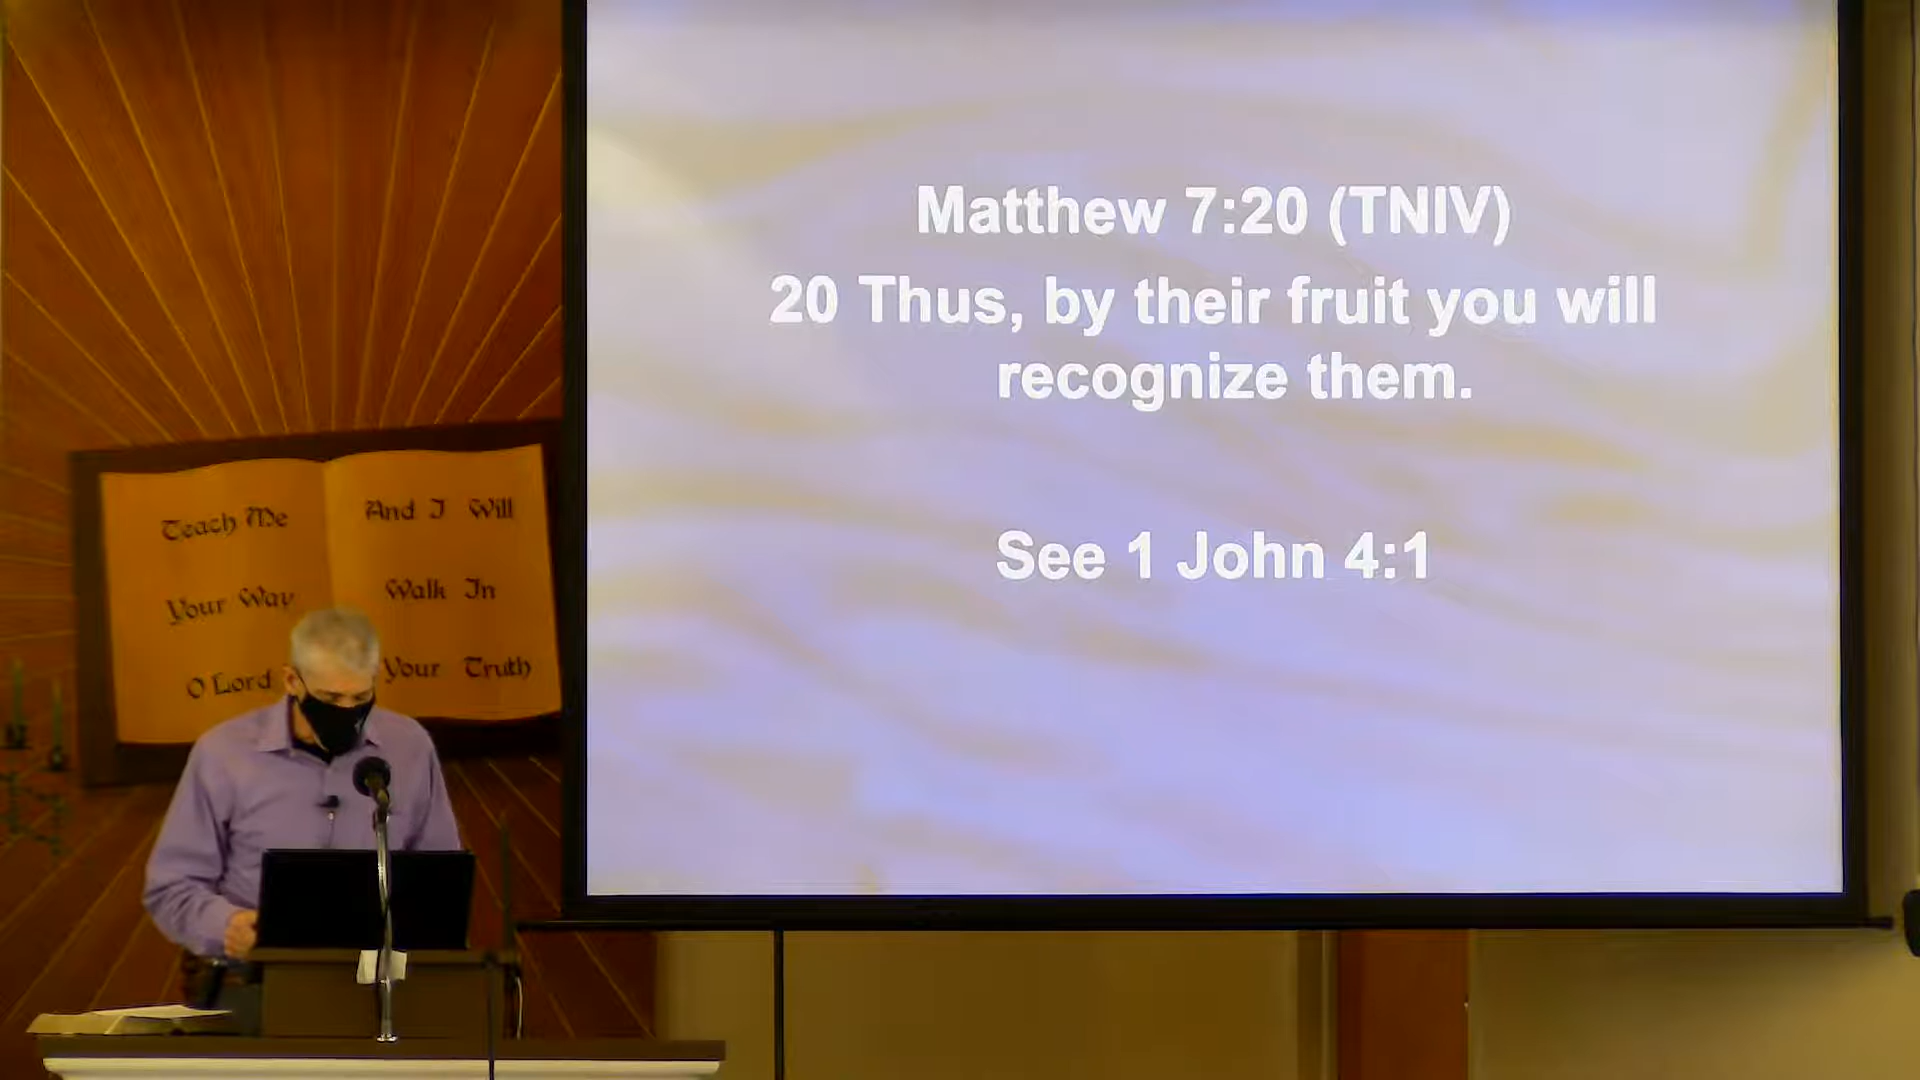 Matthew 7:20 (TNIV)
20 Thus, by their fruit you will
recognize them.
See 1 John 4:1
Teach Me
Your Way
O Lord
And I Will
Walk In
Your Truth